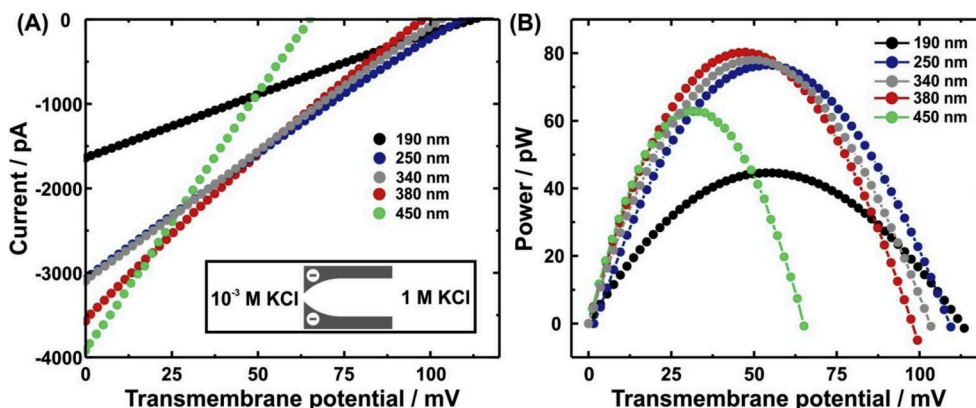 (A)
0
-1000
-2000
-3000
-4000
Current / pA
190 nm
250 nm
340 nm
380 nm
450 nm
10⁻³ M KCl
1 M KCl
0 25 50 75 100
Transmembrane potential / mV
(B)
80
60
40
20
0
Power / pW
190 nm
250 nm
340 nm
380 nm
450 nm
0 25 50 75 100
Transmembrane potential / mV